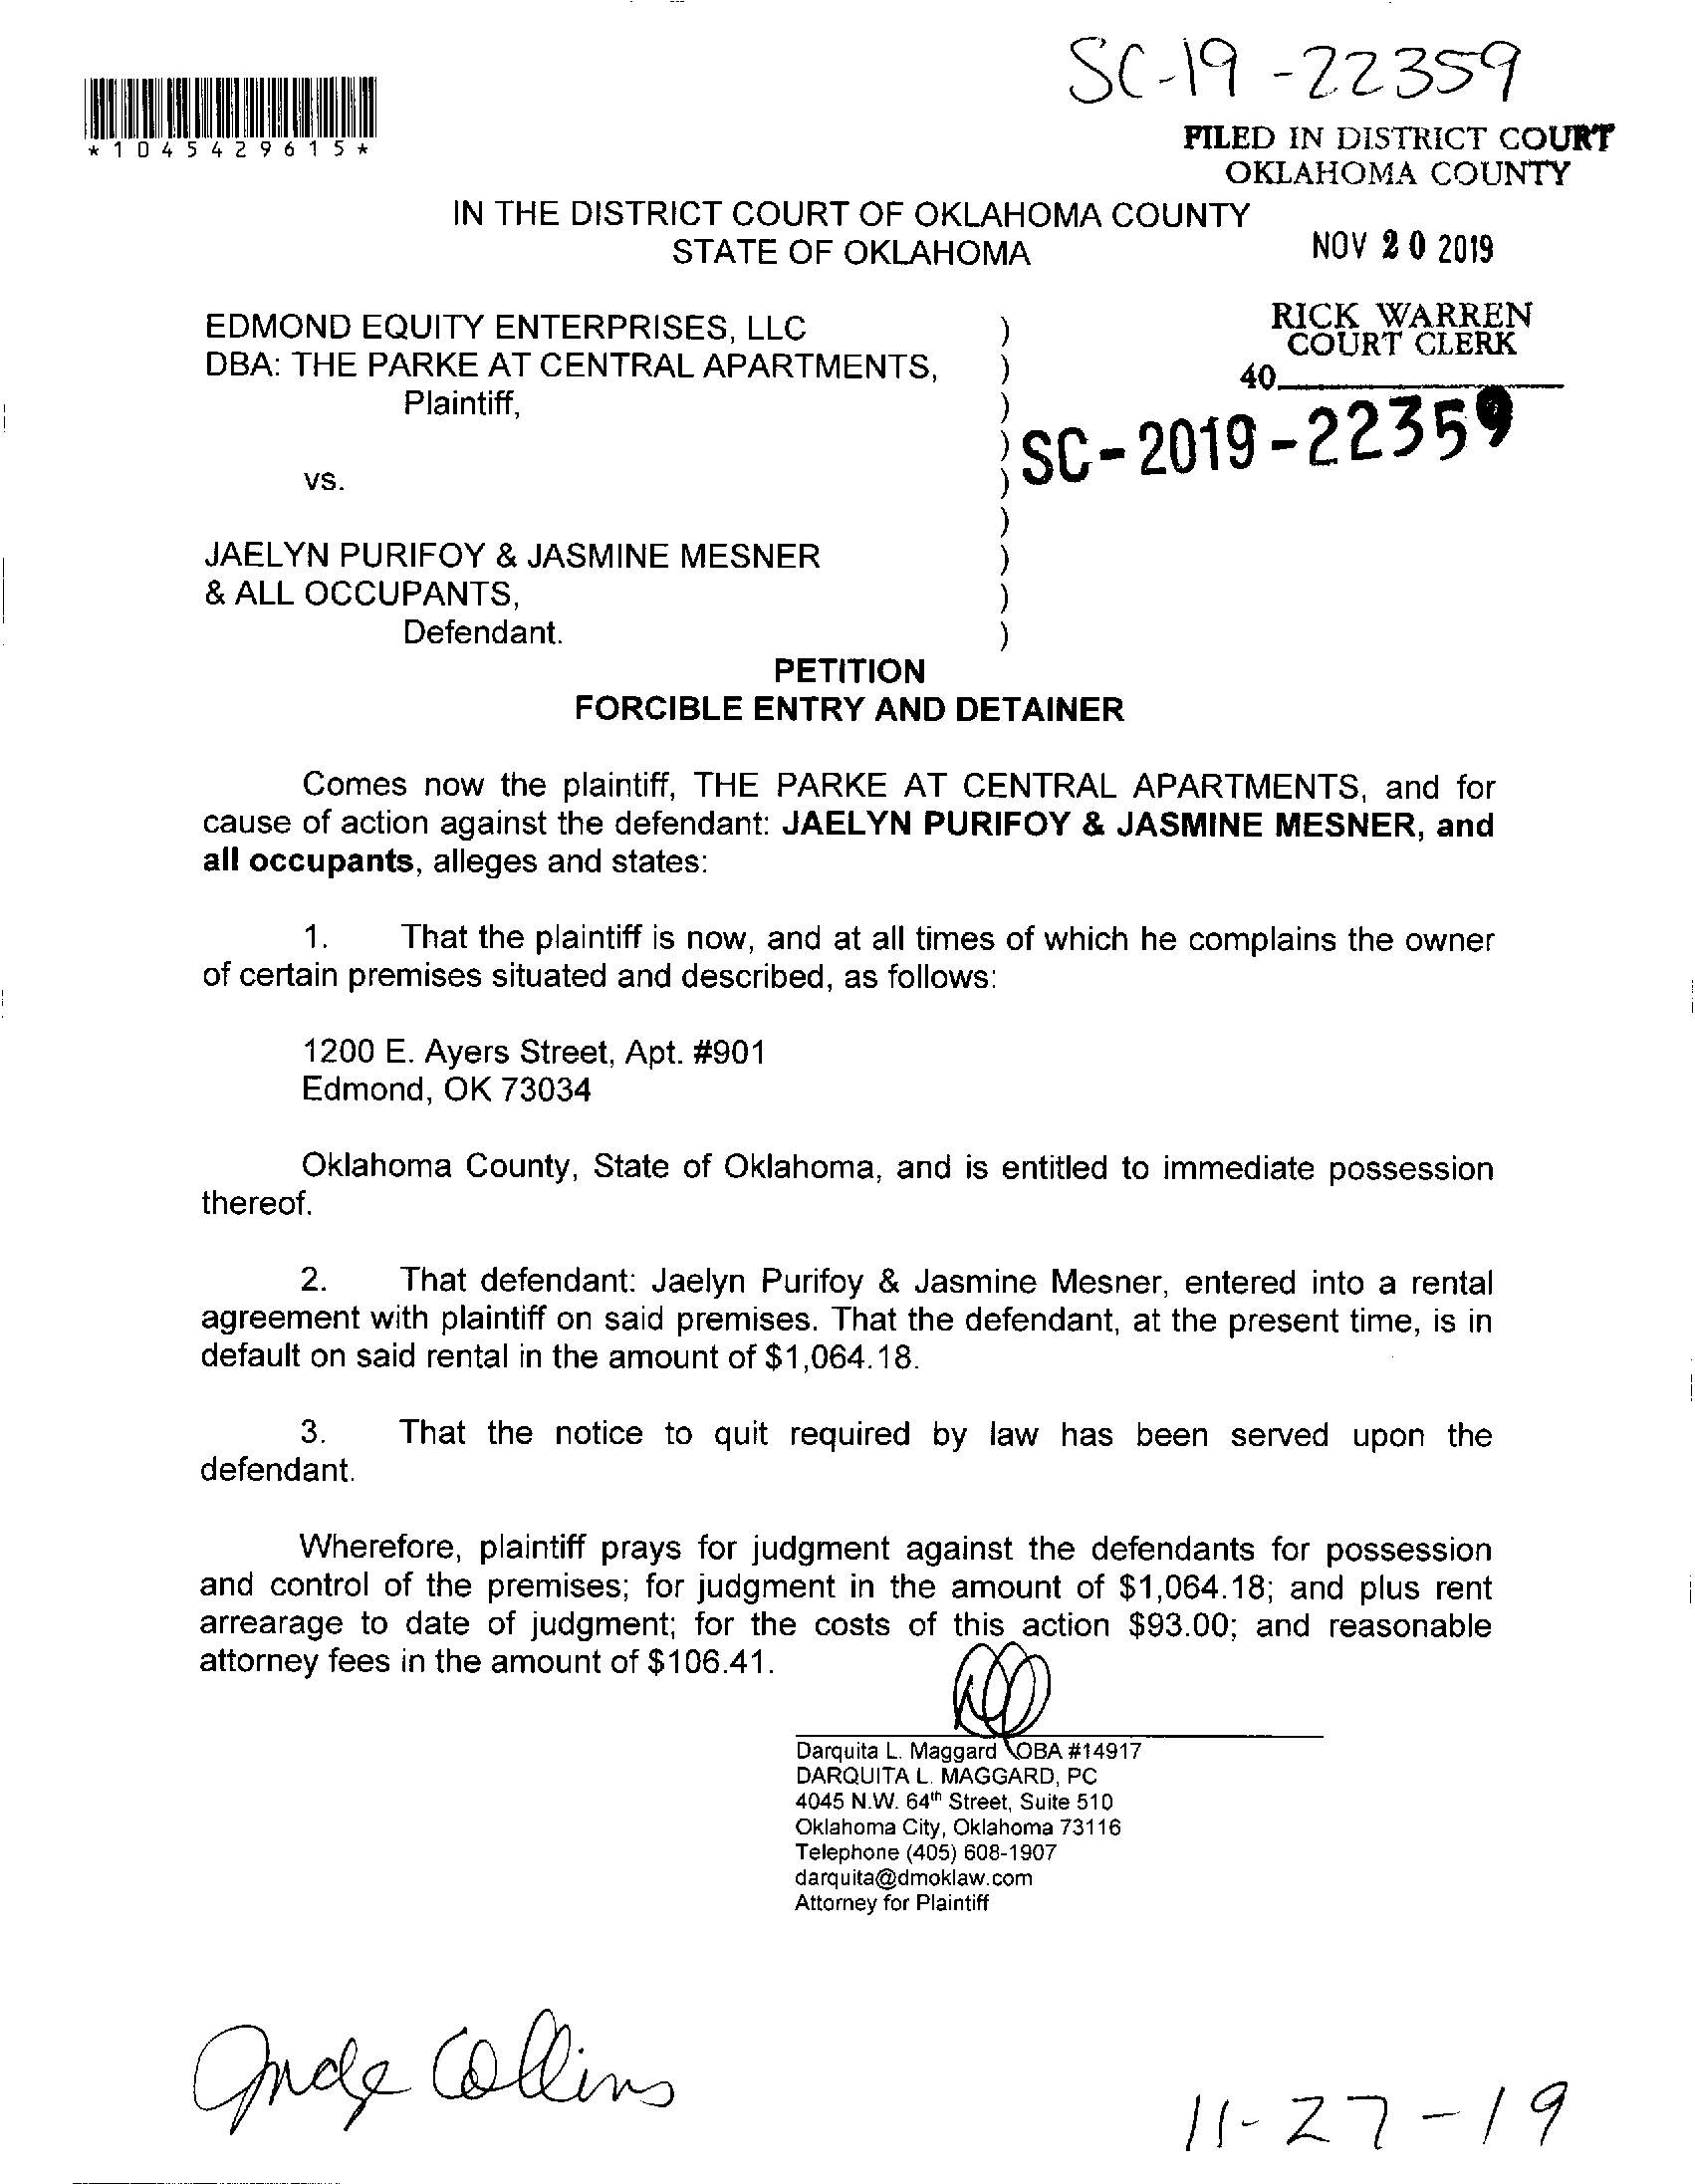 SC-19-22359
*1045429615*
FILED IN DISTRICT COURT
OKLAHOMA COUNTY
IN THE DISTRICT COURT OF OKLAHOMA COUNTY
STATE OF OKLAHOMA
NOV 20 2019
RICK WARREN
COURT CLERK
40
EDMOND EQUITY ENTERPRISES, LLC )
DBA: THE PARKE AT CENTRAL APARTMENTS, )
Plaintiff, )
) SC-2019-22359
vs. )
)
JAELYN PURIFOY & JASMINE MESNER )
& ALL OCCUPANTS, )
Defendant. )
PETITION
FORCIBLE ENTRY AND DETAINER
Comes now the plaintiff, THE PARKE AT CENTRAL APARTMENTS, and for
cause of action against the defendant: JAELYN PURIFOY & JASMINE MESNER, and
all occupants, alleges and states:
1. That the plaintiff is now, and at all times of which he complains the owner
of certain premises situated and described, as follows:
1200 E. Ayers Street, Apt. #901
Edmond, OK 73034
Oklahoma County, State of Oklahoma, and is entitled to immediate possession
thereof.
2. That defendant: Jaelyn Purifoy & Jasmine Mesner, entered into a rental
agreement with plaintiff on said premises. That the defendant, at the present time, is in
default on said rental in the amount of $1,064.18.
3. That the notice to quit required by law has been served upon the
defendant.
Wherefore, plaintiff prays for judgment against the defendants for possession
and control of the premises; for judgment in the amount of $1,064.18; and plus rent
arrearage to date of judgment; for the costs of this action $93.00; and reasonable
attorney fees in the amount of $106.41.
Darquita L. Maggard OBA #14917
DARQUITA L. MAGGARD, PC
4045 N.W. 64th Street, Suite 510
Oklahoma City, Oklahoma 73116
Telephone (405) 608-1907
darquita@dmoklaw.com
Attorney for Plaintiff
Judge Collins
11-27-19